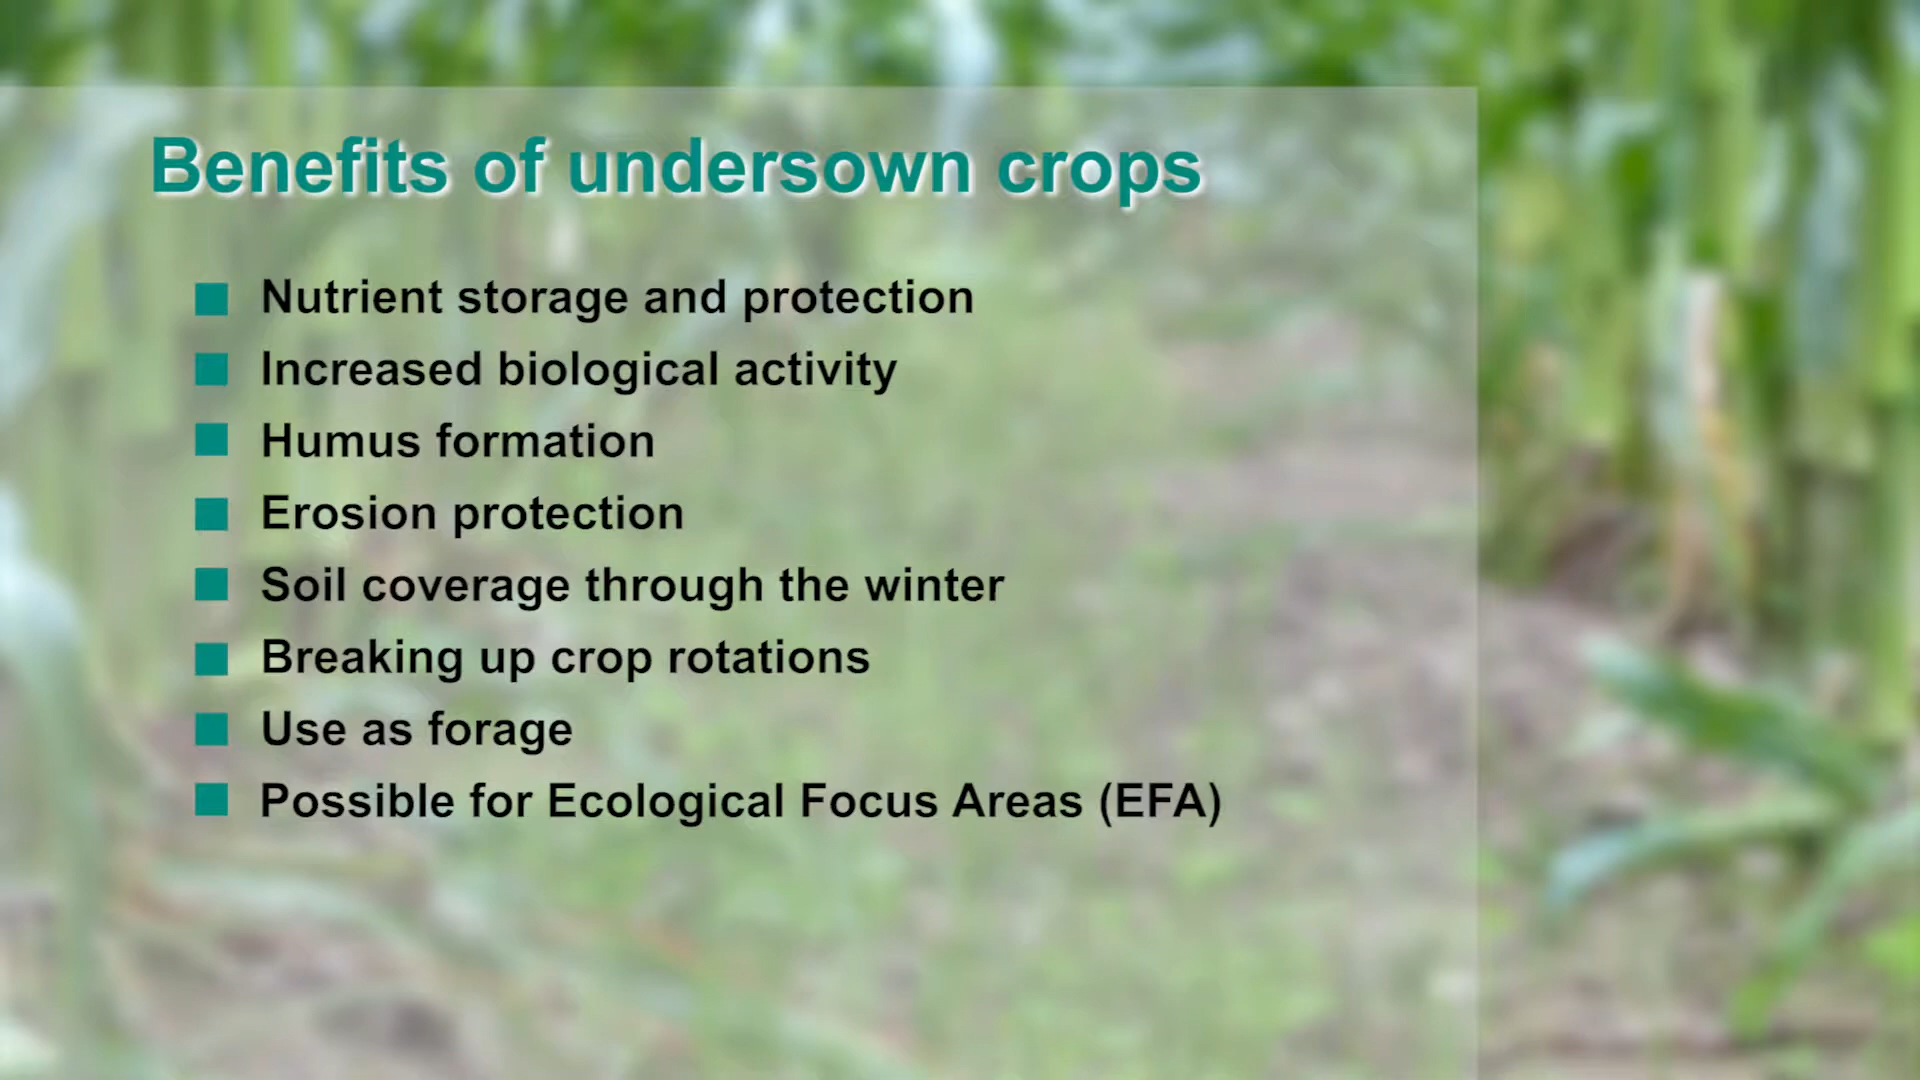 Benefits of undersown crops
Nutrient storage and protection
Increased biological activity
Humus formation
Erosion protection
Soil coverage through the winter
Breaking up crop rotations
Use as forage
Possible for Ecological Focus Areas (EFA)